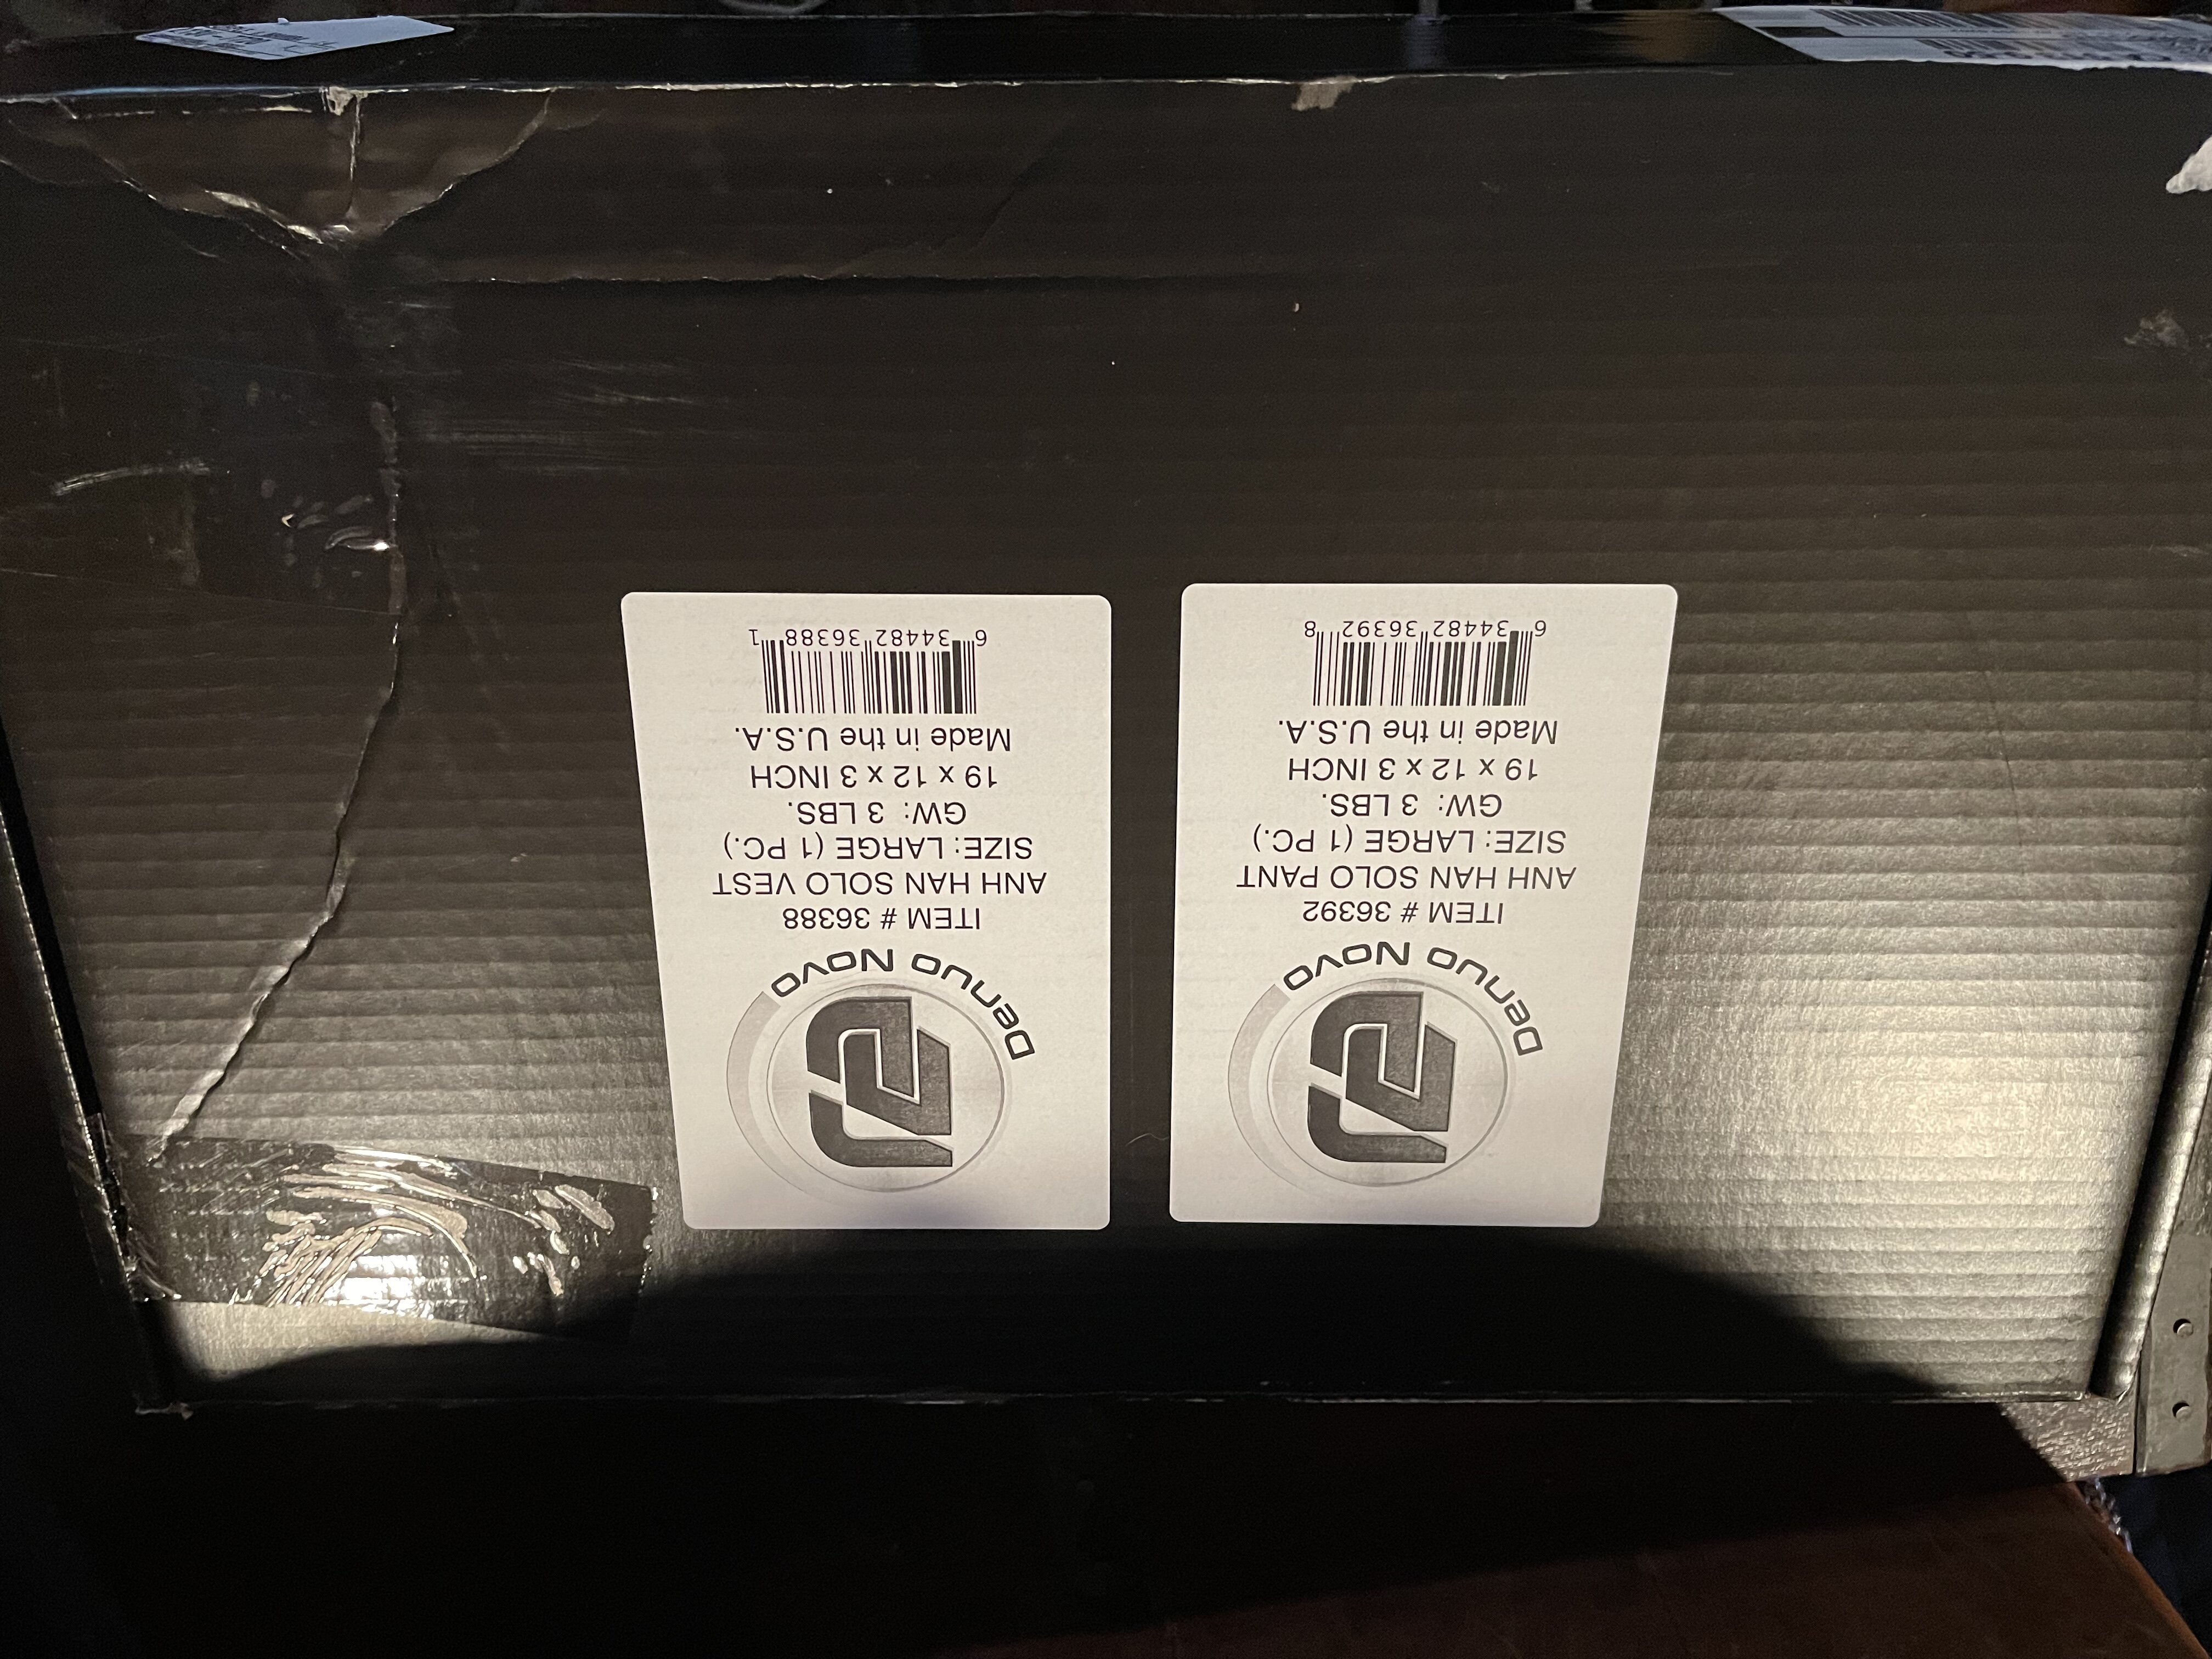 Denuo Novo
ITEM # 36392
ANH HAN SOLO PANT
SIZE: LARGE (1 PC.)
GW: 3 LBS.
19 x 12 x 3 INCH
Made in the U.S.A.
6 34482 36392 8
Denuo Novo
ITEM # 36388
ANH HAN SOLO VEST
SIZE: LARGE (1 PC.)
GW: 3 LBS.
19 x 12 x 3 INCH
Made in the U.S.A.
6 34482 36388 1